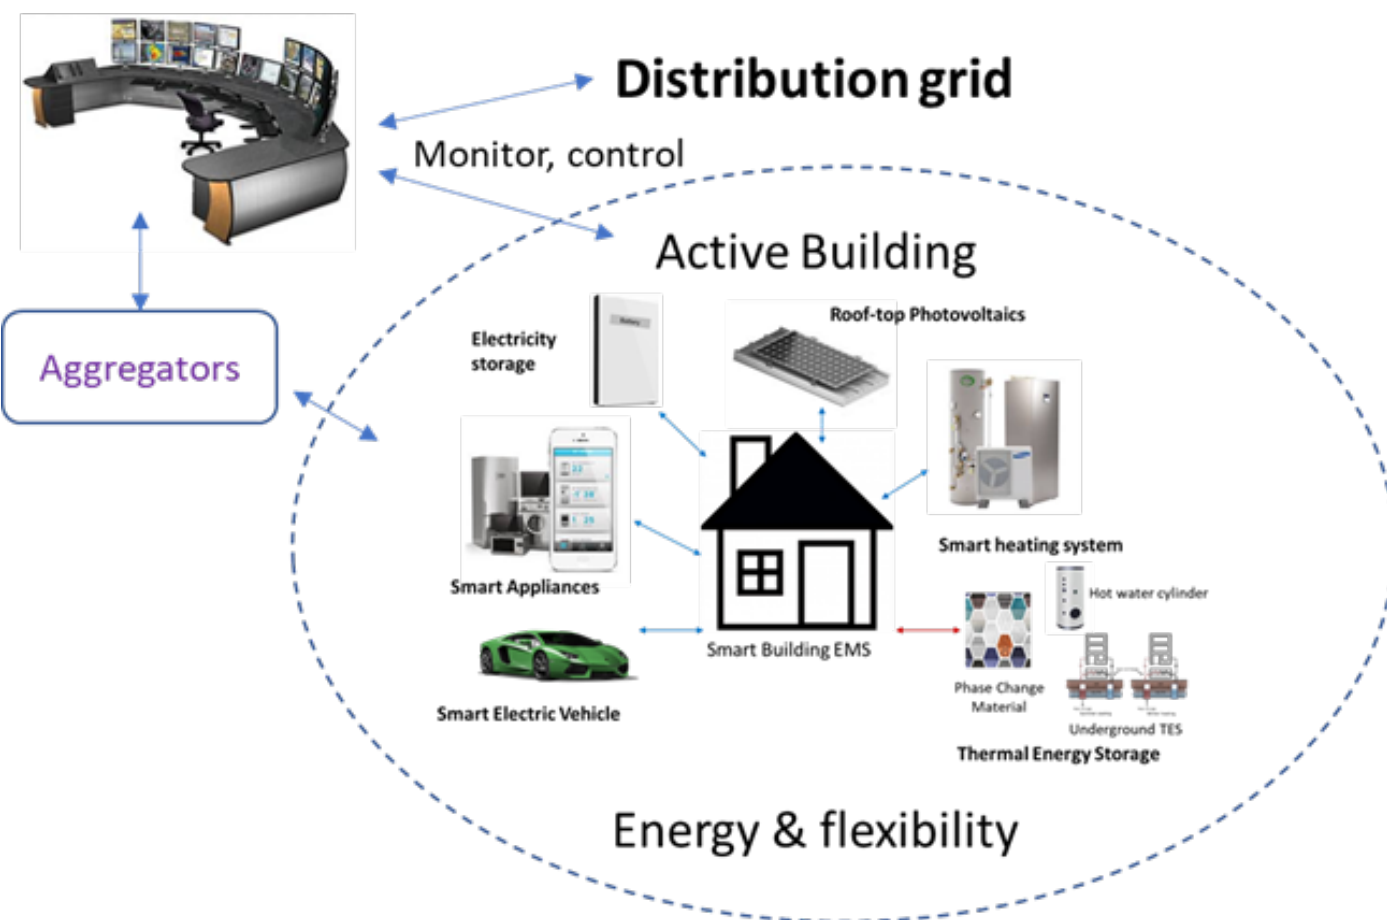 Distribution grid
Monitor, control
Active Building
Aggregators
Electricity
storage
Battery
Roof-top Photovoltaics
Smart heating system
Smart Appliances
Hot water cylinder
Smart Building EMS
Phase Change
Material
Smart Electric Vehicle
Underground TES
Thermal Energy Storage
Energy & flexibility